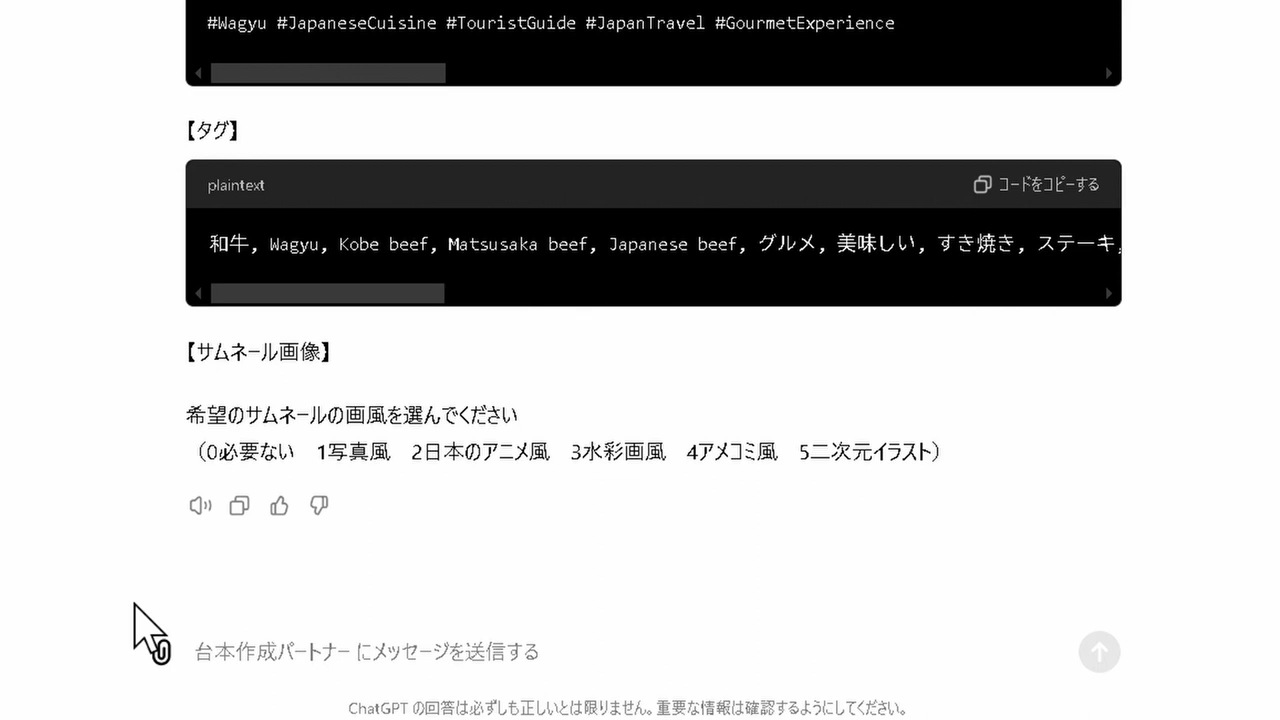 #Wagyu #JapaneseCuisine #TouristGuide #JapanTravel #GourmetExperience
【タグ】
plaintext
コードをコピーする
和牛, Wagyu, Kobe beef, Matsusaka beef, Japanese beef, グルメ, 美味しい, すき焼き, ステーキ,
【サムネール画像】
希望のサムネールの画風を選んでください
（0必要ない　1写真風　2日本のアニメ風　3水彩画風　4アメコミ風　5二次元イラスト）
台本作成パートナー にメッセージを送信する
ChatGPT の回答は必ずしも正しいとは限りません。重要な情報は確認するようにしてください。